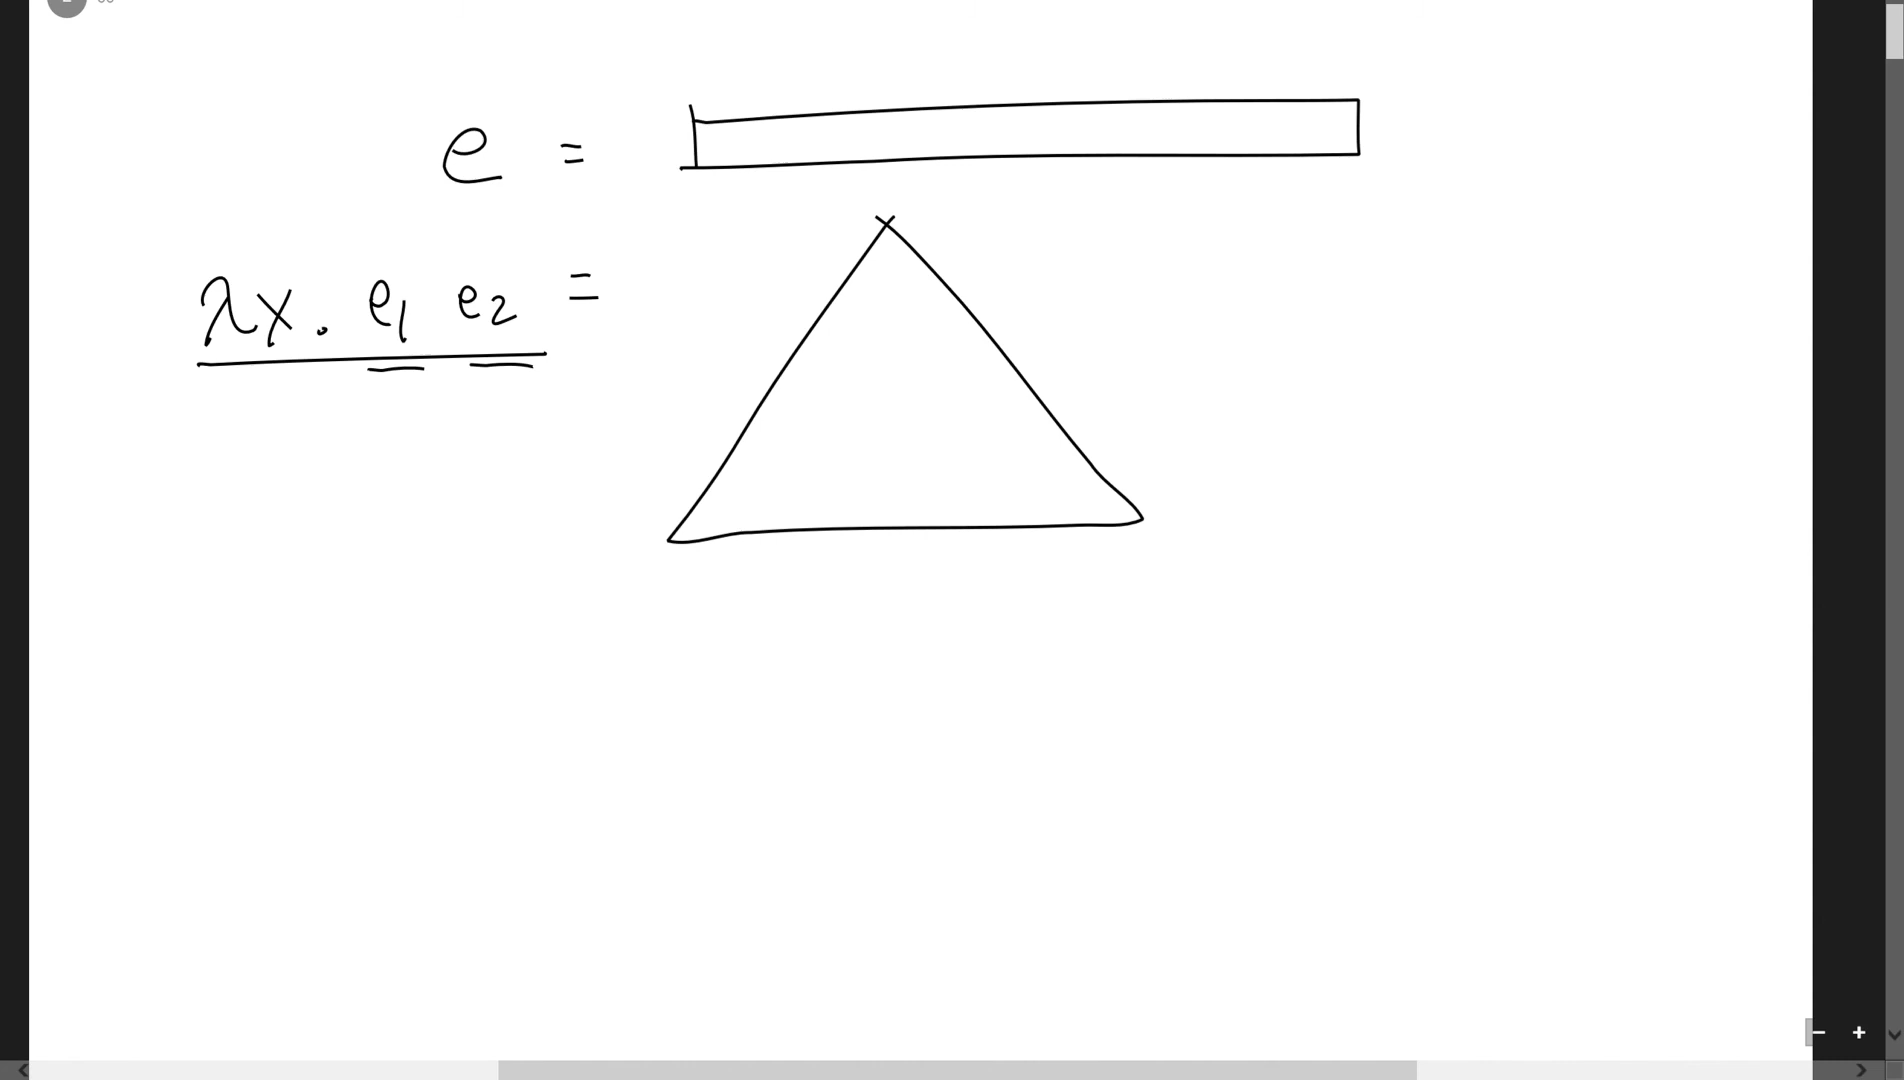 e =
λx. e₁ e₂ =